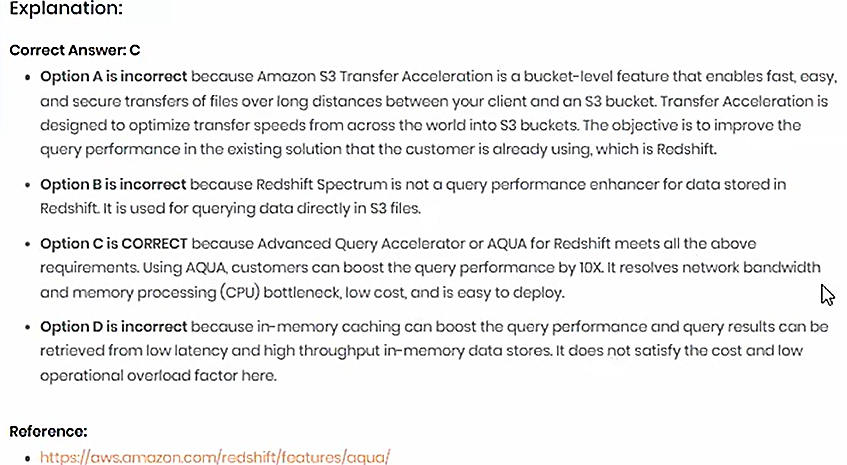 Explanation:
Correct Answer: C
• Option A is incorrect because Amazon S3 Transfer Acceleration is a bucket-level feature that enables fast, easy,
and secure transfers of files over long distances between your client and an S3 bucket. Transfer Acceleration is
designed to optimize transfer speeds from across the world into S3 buckets. The objective is to improve the
query performance in the existing solution that the customer is already using, which is Redshift.
• Option B is incorrect because Redshift Spectrum is not a query performance enhancer for data stored in
Redshift. It is used for querying data directly in S3 files.
• Option C is CORRECT because Advanced Query Accelerator or AQUA for Redshift meets all the above
requirements. Using AQUA, customers can boost the query performance by 10X. It resolves network bandwidth
and memory processing (CPU) bottleneck, low cost, and is easy to deploy.
• Option D is incorrect because in-memory caching can boost the query performance and query results can be
retrieved from low latency and high throughput in-memory data stores. It does not satisfy the cost and low
operational overload factor here.
Reference:
• https://aws.amazon.com/redshift/features/aqua/